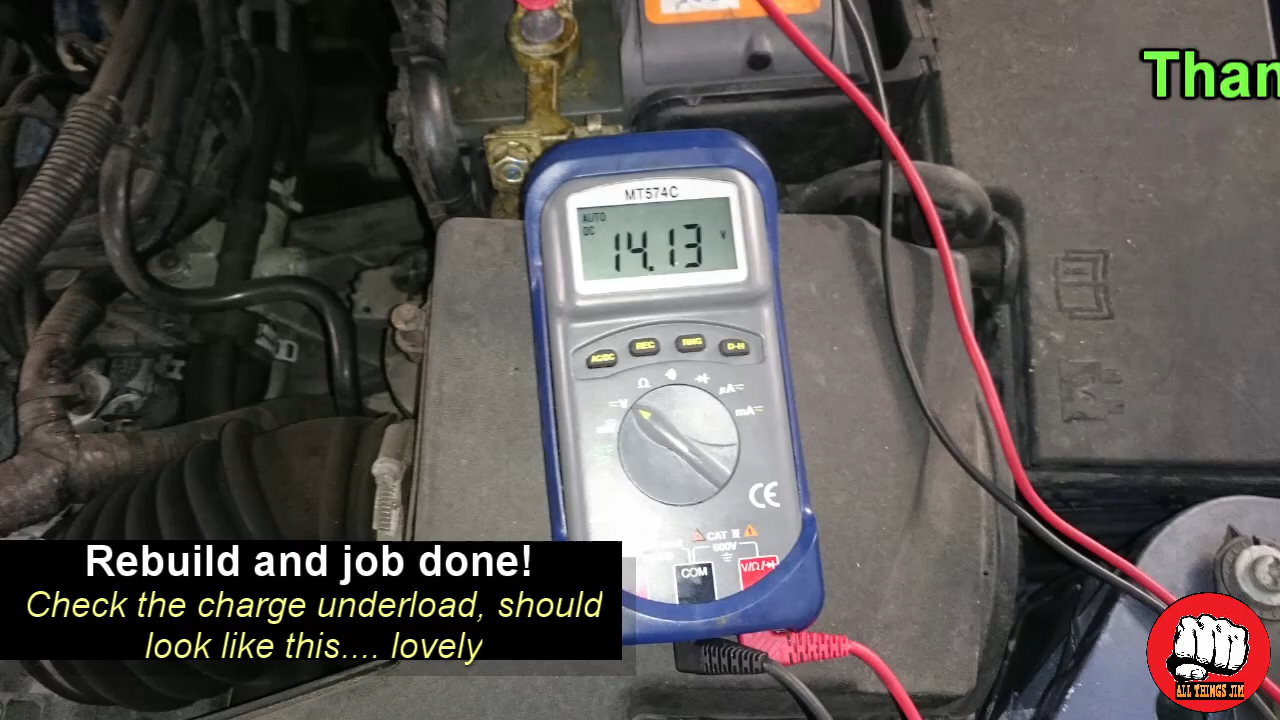 Than
MT574C
AUTO
DC
14.13 V
AC/DC REC RNG D-H
Ω
μA
=V
mA
CE
CAT III
600V
COM
V/Ω
Rebuild and job done!
Check the charge underload, should
look like this.... lovely
ALL THINGS JIM